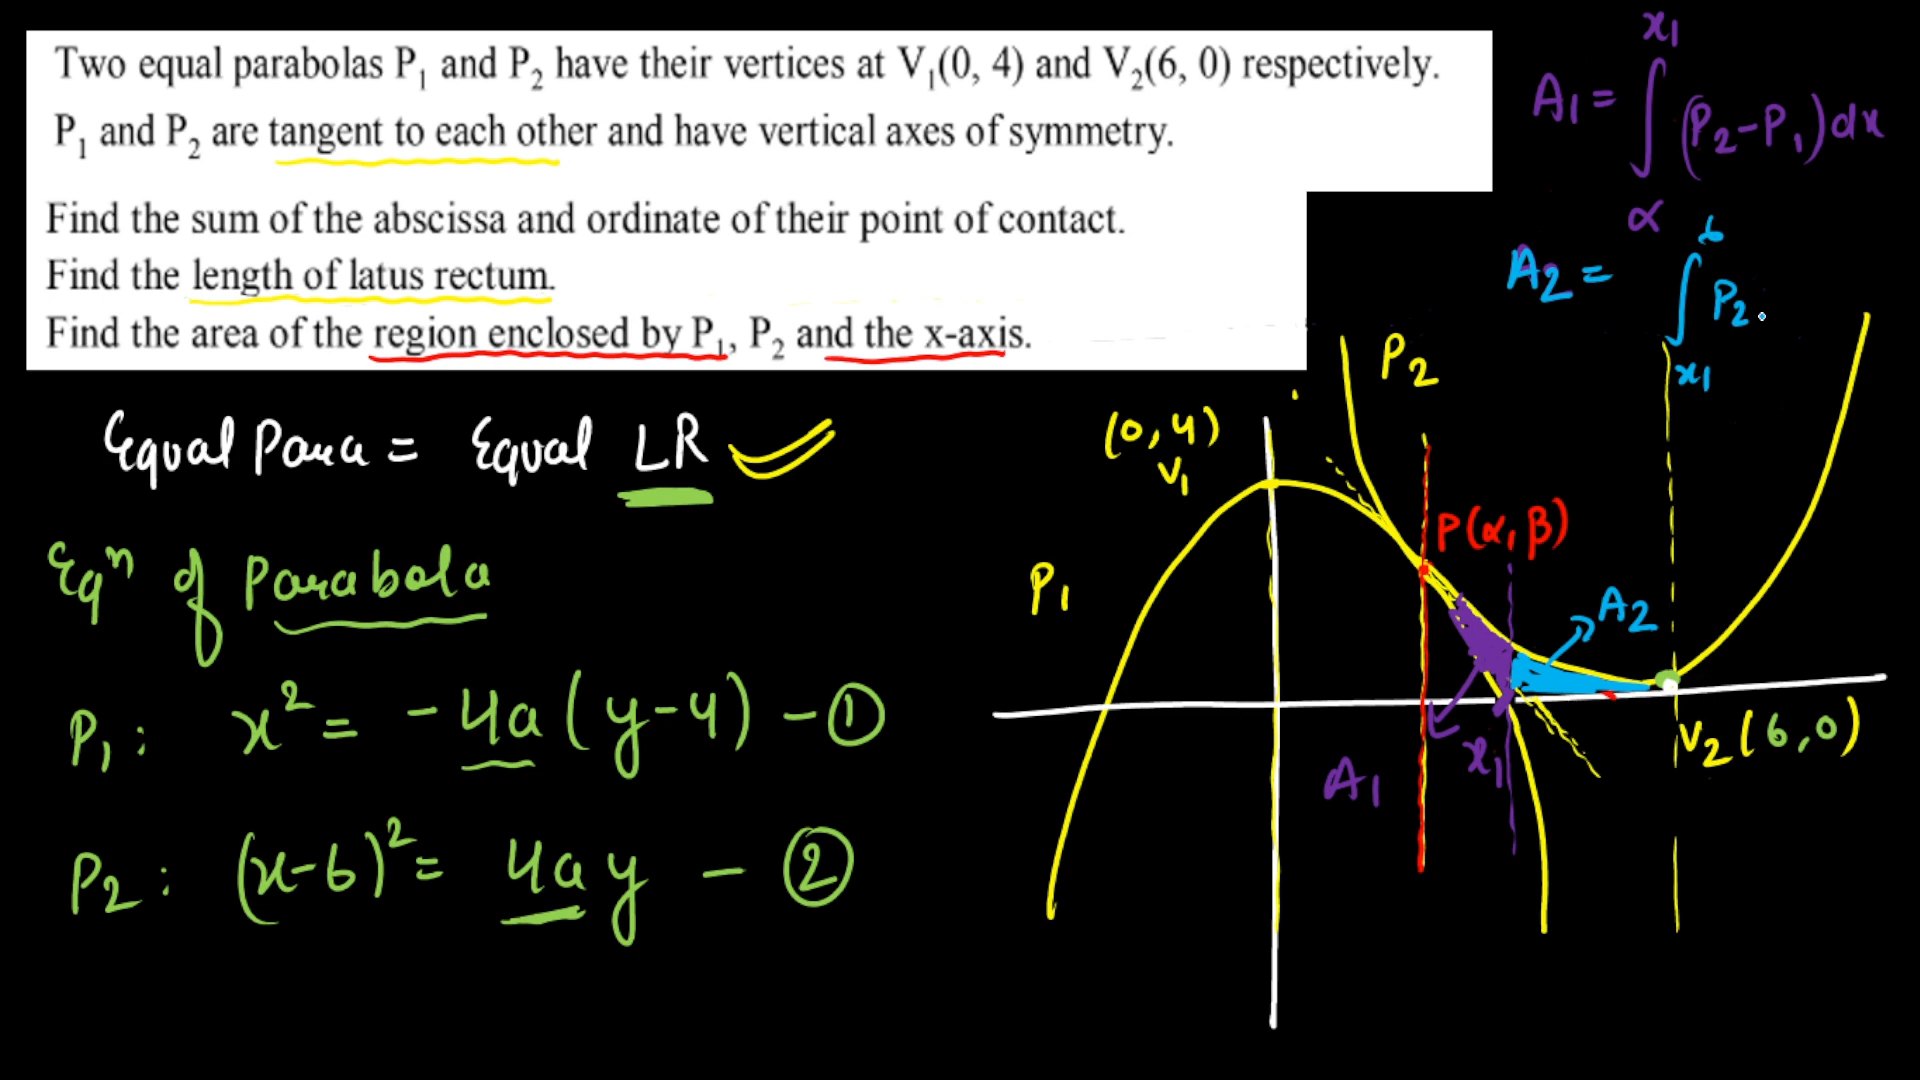 Two equal parabolas P₁ and P₂ have their vertices at V₁(0, 4) and V₂(6, 0) respectively.
P₁ and P₂ are tangent to each other and have vertical axes of symmetry.
Find the sum of the abscissa and ordinate of their point of contact.
Find the length of latus rectum.
Find the area of the region enclosed by P₁, P₂ and the x-axis.
A₁ = ∫_α^x₁ (P₂-P₁)dx
A₂ = ∫_x₁^6 P₂
Equal Para = Equal LR
Eqⁿ of Parabola
P₁ : x² = -4a(y-4) - ①
P₂ : (x-6)² = 4ay - ②
P₂
(0,4)
V₁
P(α,β)
P₁
A₂
A₁
x₁
V₂(6,0)